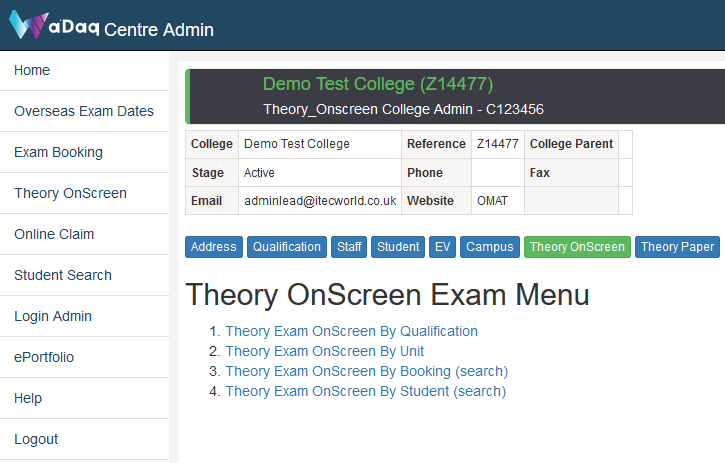 WaDaq Centre Admin
Home
Overseas Exam Dates
Exam Booking
Theory OnScreen
Online Claim
Student Search
Login Admin
ePortfolio
Help
Logout
Demo Test College (Z14477)
Theory_Onscreen College Admin - C123456
College Demo Test College Reference Z14477 College Parent
Stage Active Phone Fax
Email adminlead@itecworld.co.uk Website OMAT
Address Qualification Staff Student EV Campus Theory OnScreen Theory Paper
Theory OnScreen Exam Menu
1. Theory Exam OnScreen By Qualification
2. Theory Exam OnScreen By Unit
3. Theory Exam OnScreen By Booking (search)
4. Theory Exam OnScreen By Student (search)